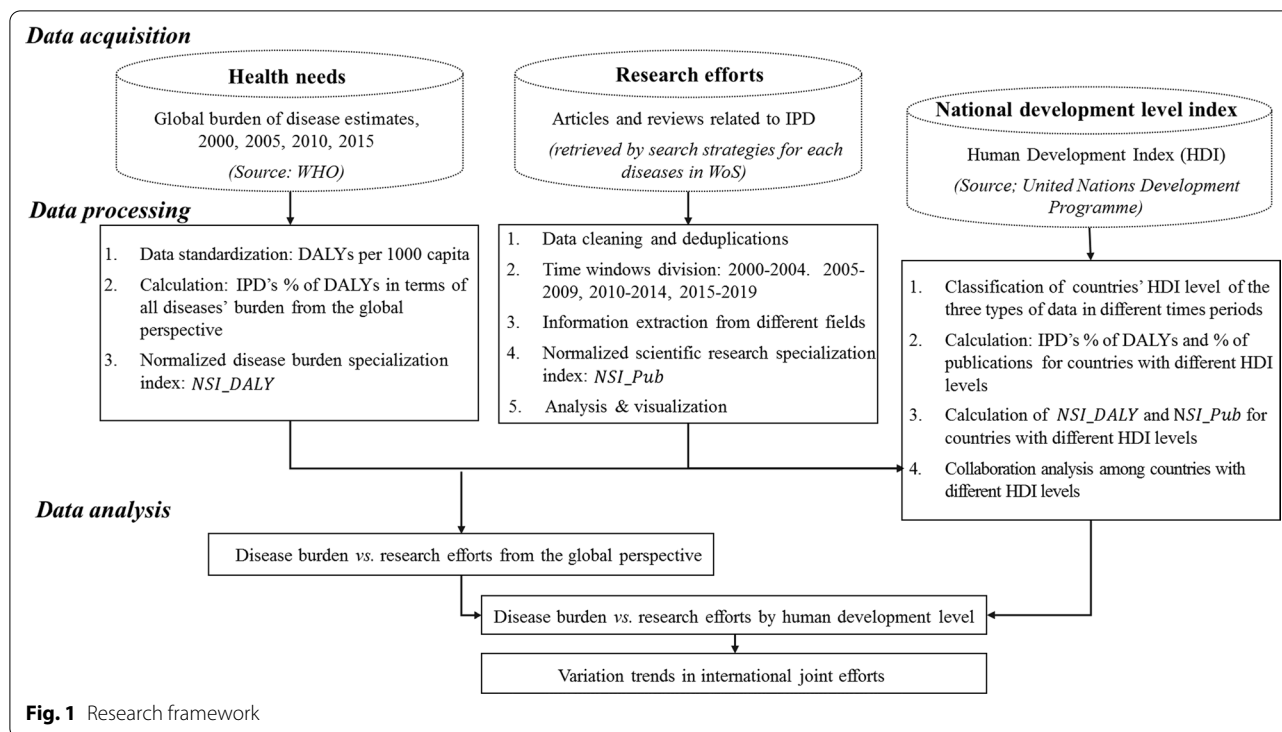 Data acquisition
Health needs
Global burden of disease estimates,
2000, 2005, 2010, 2015
(Source: WHO)
Research efforts
Articles and reviews related to IPD
(retrieved by search strategies for each
diseases in WoS)
National development level index
Human Development Index (HDI)
(Source; United Nations Development
Programme)
Data processing
1. Data standardization: DALYs per 1000 capita
2. Calculation: IPD's % of DALYs in terms of
all diseases' burden from the global
perspective
3. Normalized disease burden specialization
index: NSI_DALY
1. Data cleaning and deduplications
2. Time windows division: 2000-2004. 2005-
2009, 2010-2014, 2015-2019
3. Information extraction from different fields
4. Normalized scientific research specialization
index: NSI_Pub
5. Analysis & visualization
1. Classification of countries' HDI level of the
three types of data in different times periods
2. Calculation: IPD's % of DALYs and % of
publications for countries with different HDI
levels
3. Calculation of NSI_DALY and NSI_Pub for
countries with different HDI levels
4. Collaboration analysis among countries with
different HDI levels
Data analysis
Disease burden vs. research efforts from the global perspective
Disease burden vs. research efforts by human development level
Variation trends in international joint efforts
Fig. 1 Research framework